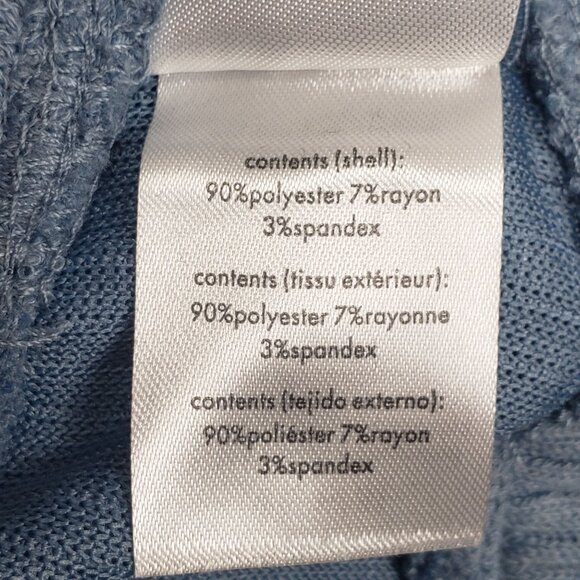 contents (shell):
90%polyester 7%rayon
3%spandex
contents (tissu extérieur):
90%polyester 7%rayonne
3%spandex
contents (tejido externo):
90%poliéster 7%rayon
3%spandex